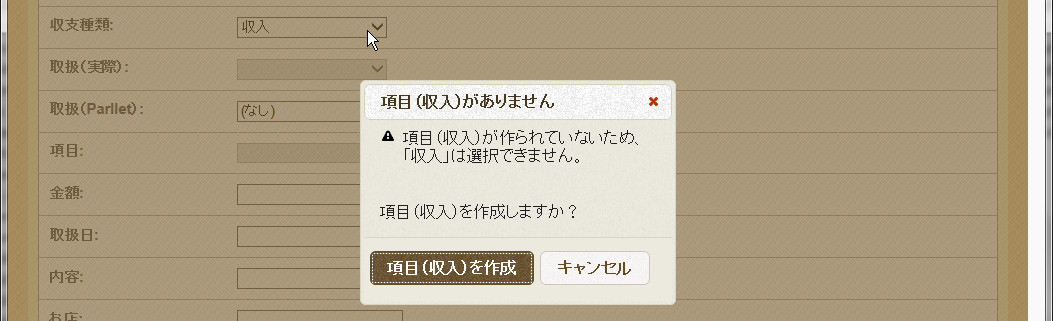 収支種類:
収入
取扱(実際):
取扱(Parllet):
(なし)
項目:
金額:
取扱日:
内容:
お店:
項目(収入)がありません
項目(収入)が作られていないため、
「収入」は選択できません。
項目(収入)を作成しますか？
項目(収入)を作成
キャンセル